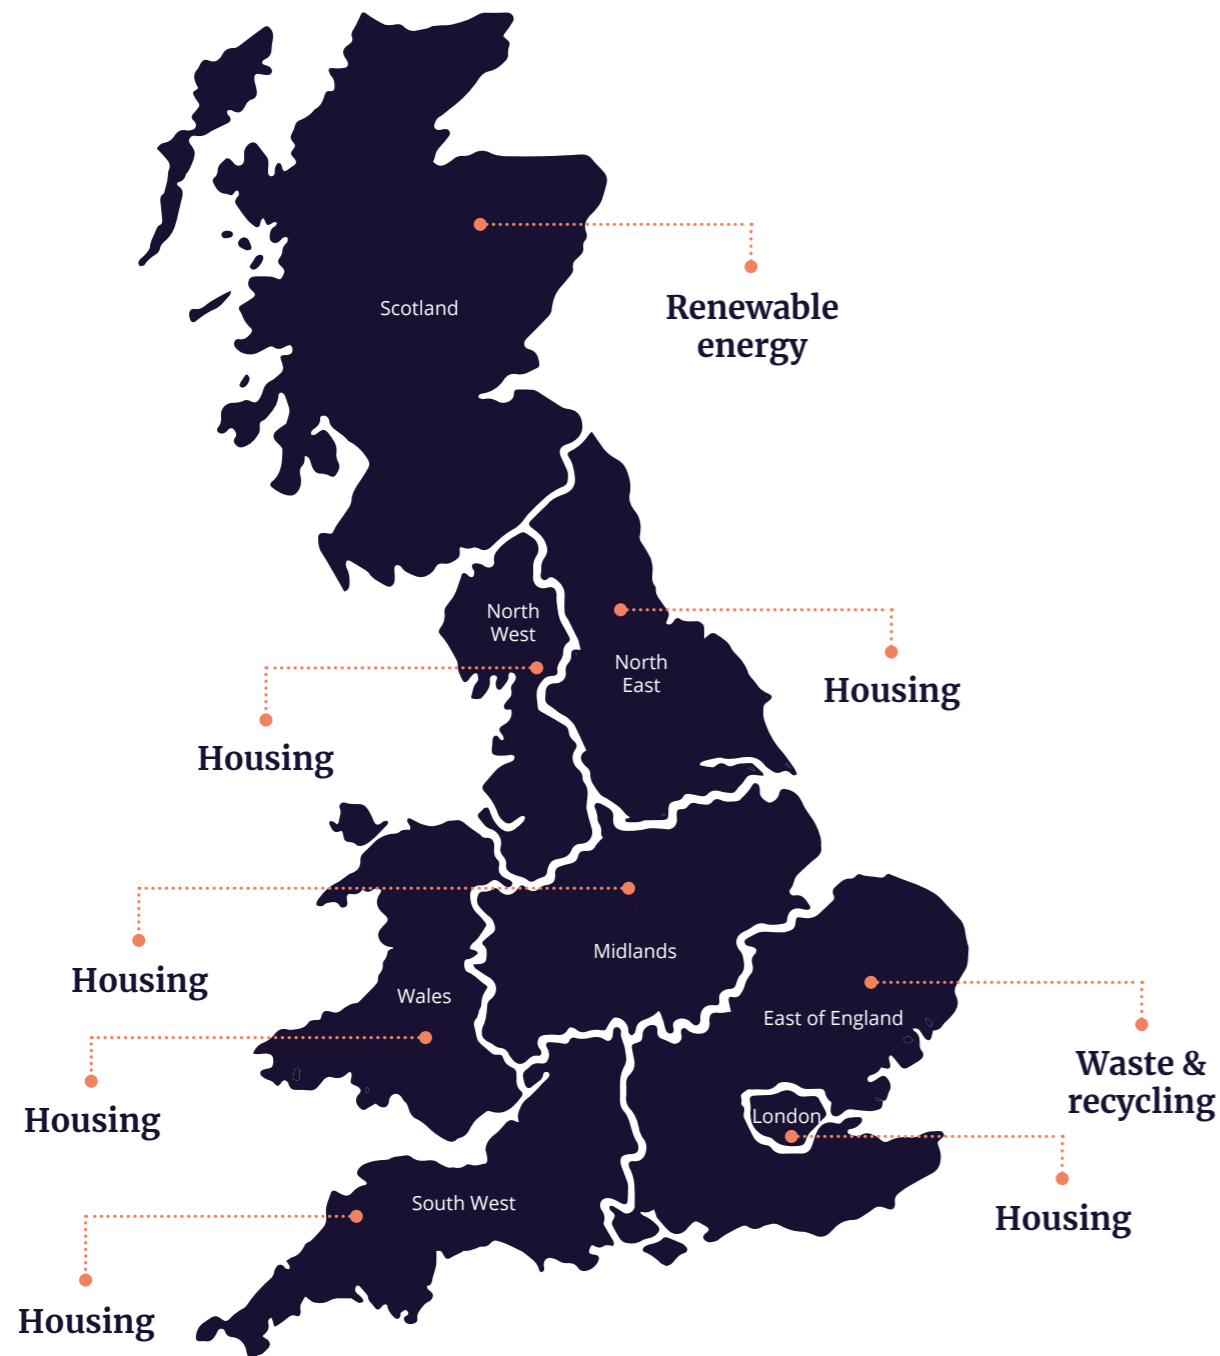 Scotland
Renewable
energy
North
West
North
East
Housing
Housing
Midlands
Housing
Wales
East of England
Waste &
recycling
Housing
London
Housing
South West
Housing